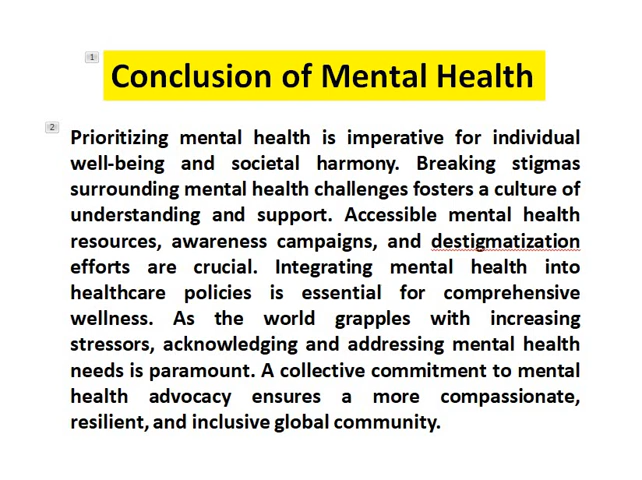 1
Conclusion of Mental Health
2
Prioritizing mental health is imperative for individual
well-being and societal harmony. Breaking stigmas
surrounding mental health challenges fosters a culture of
understanding and support. Accessible mental health
resources, awareness campaigns, and destigmatization
efforts are crucial. Integrating mental health into
healthcare policies is essential for comprehensive
wellness. As the world grapples with increasing
stressors, acknowledging and addressing mental health
needs is paramount. A collective commitment to mental
health advocacy ensures a more compassionate,
resilient, and inclusive global community.